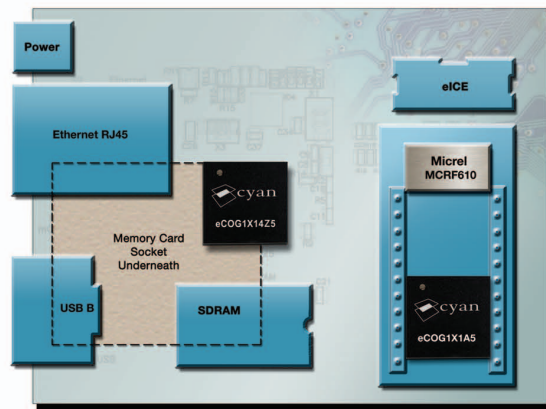 Power
eICE
Ethernet RJ45
Micrel
MCRF610
cyan
eCOG1X14Z5
Memory Card
Socket
Underneath
USB B
SDRAM
cyan
eCOG1X1A5